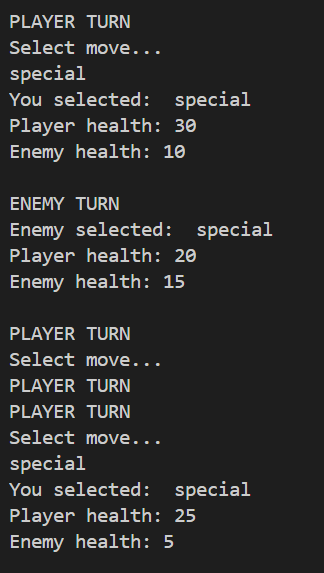 PLAYER TURN
Select move...
special
You selected:  special
Player health: 30
Enemy health: 10
ENEMY TURN
Enemy selected:  special
Player health: 20
Enemy health: 15
PLAYER TURN
Select move...
PLAYER TURN
PLAYER TURN
Select move...
special
You selected:  special
Player health: 25
Enemy health: 5